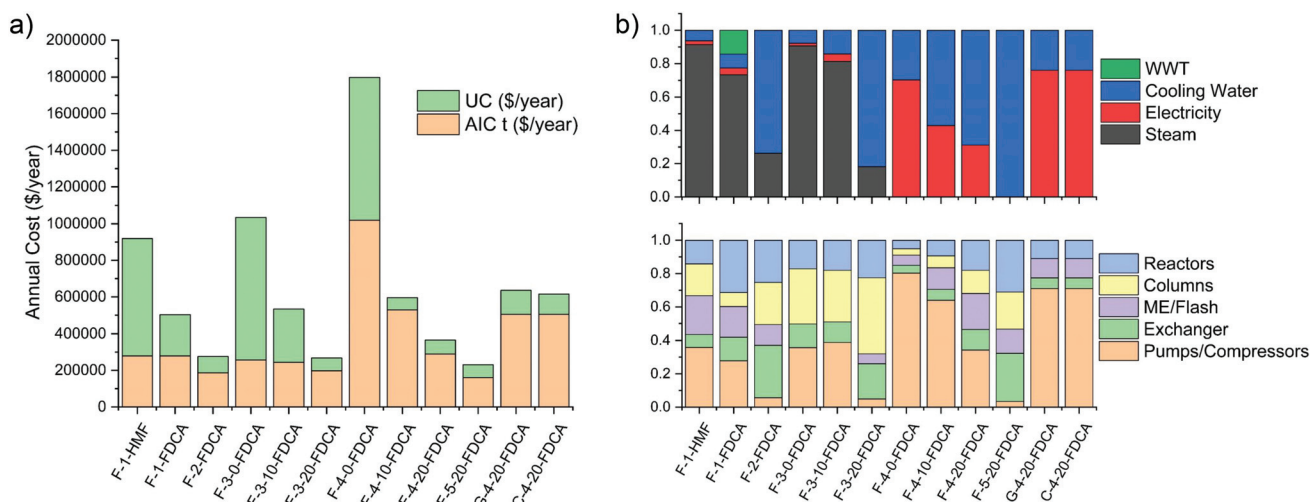 a)
2000000
1800000
1600000
1400000
1200000
1000000
800000
600000
400000
200000
0
Annual Cost ($/year)
UC ($/year)
AIC t ($/year)
F-1-HMF
F-1-FDCA
F-2-FDCA
F-3-0-FDCA
F-3-10-FDCA
F-3-20-FDCA
F-4-0-FDCA
F-4-10-FDCA
F-4-20-FDCA
F-5-20-FDCA
G-4-20-FDCA
C-4-20-FDCA
b)
1.0
0.8
0.6
0.4
0.2
0.0
WWT
Cooling Water
Electricity
Steam
1.0
0.8
0.6
0.4
0.2
0.0
Reactors
Columns
ME/Flash
Exchanger
Pumps/Compressors
F-1-HMF
F-1-FDCA
F-2-FDCA
F-3-0-FDCA
F-3-10-FDCA
F-3-20-FDCA
F-4-0-FDCA
F-4-10-FDCA
F-4-20-FDCA
F-5-20-FDCA
G-4-20-FDCA
C-4-20-FDCA